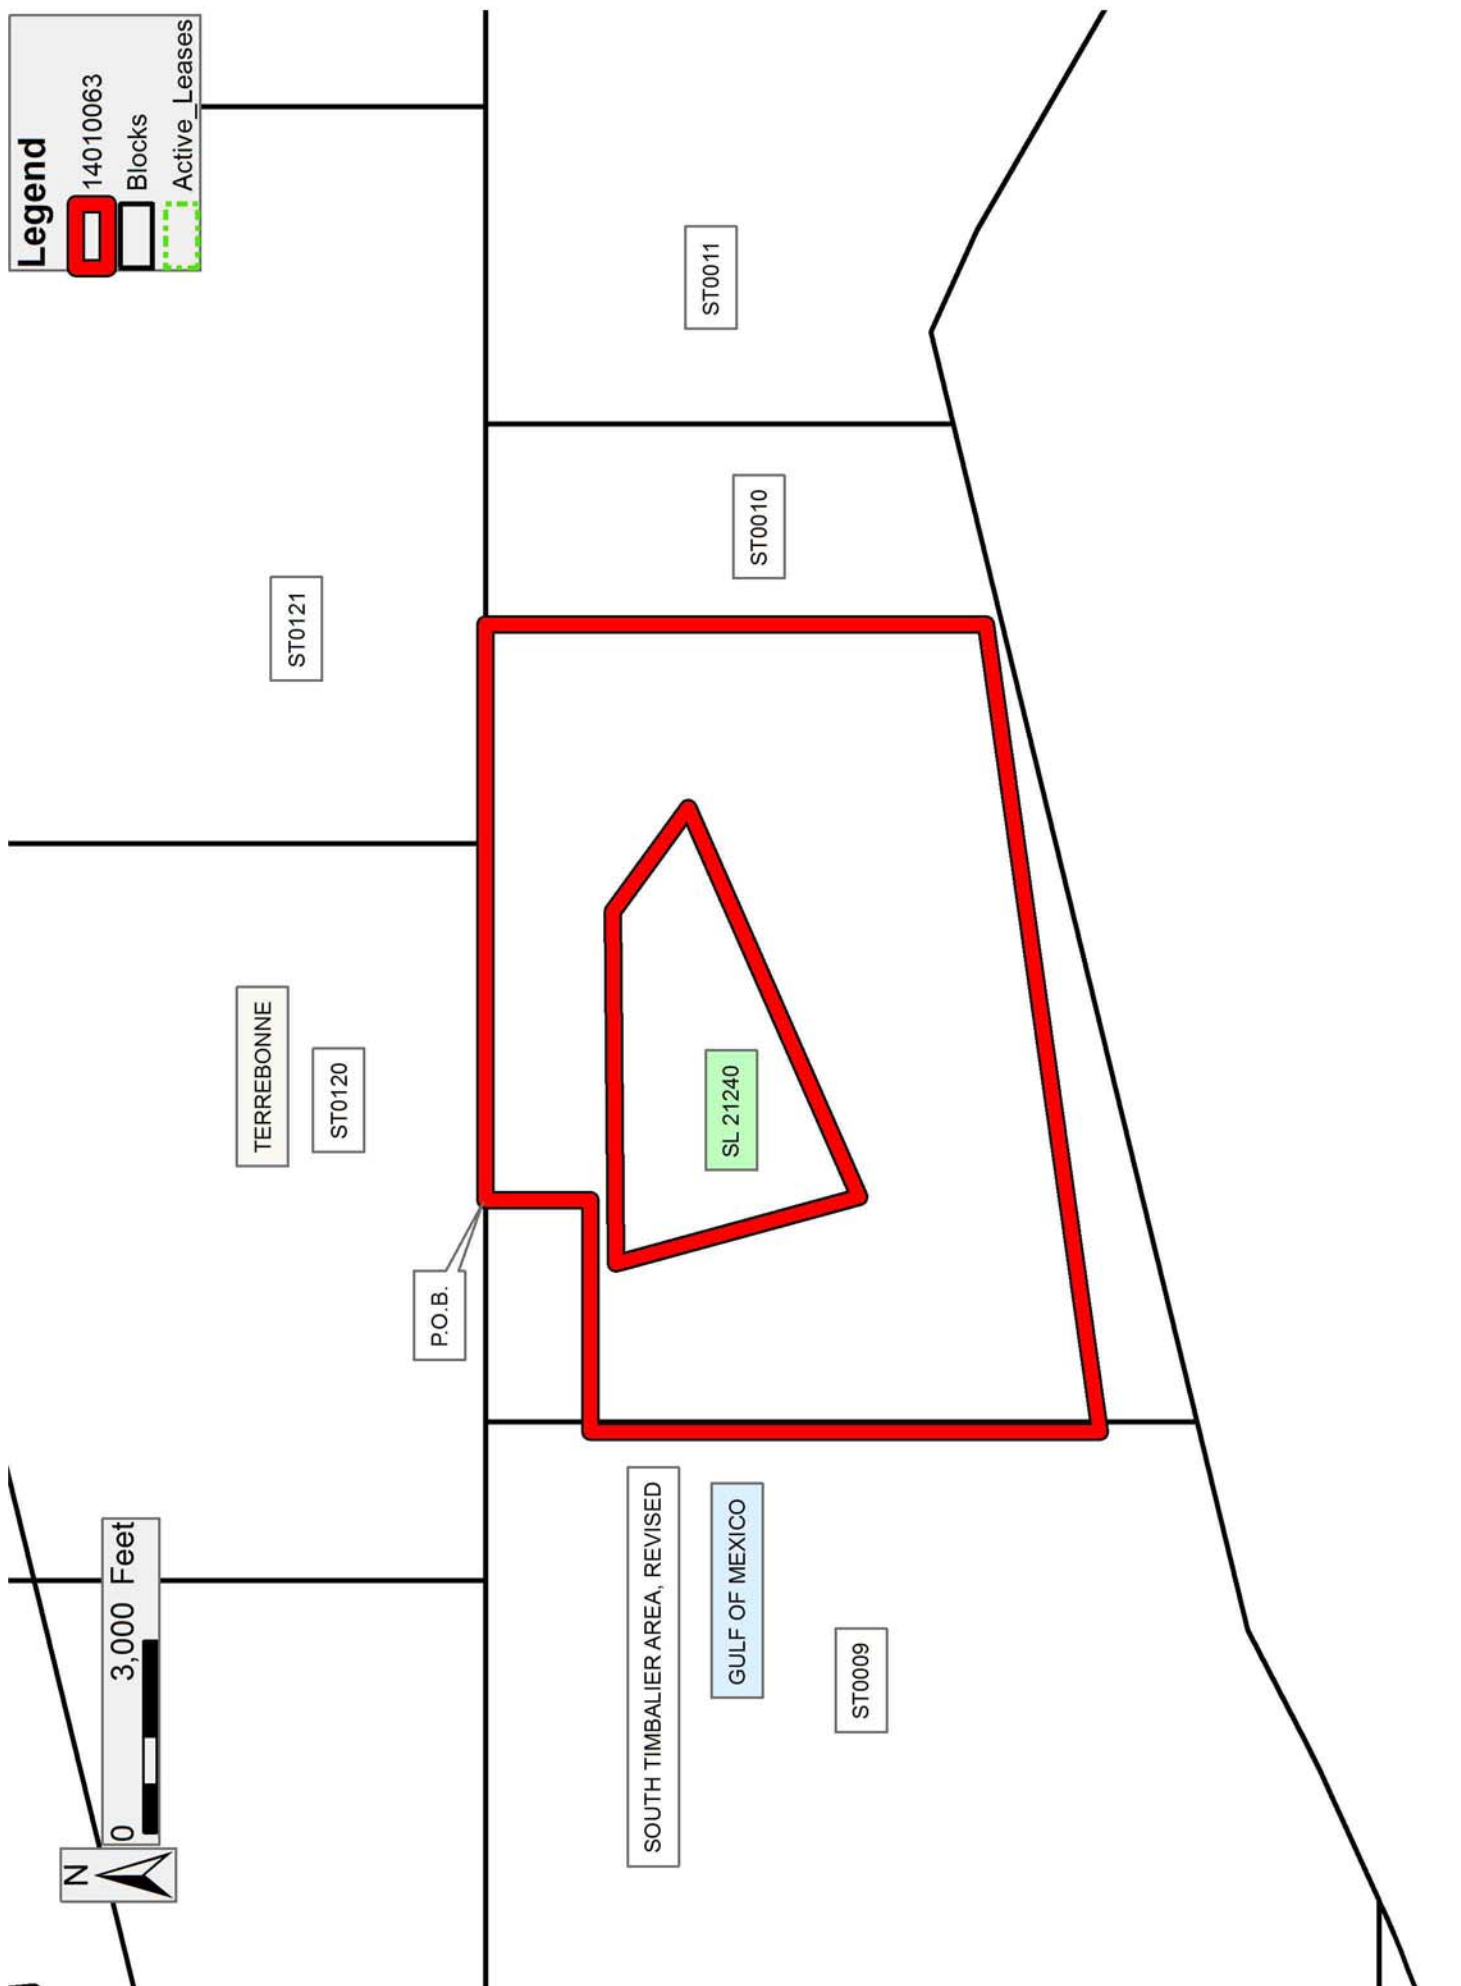 N
0 3,000 Feet
Legend
14010063
Blocks
Active_Leases
TERREBONNE
ST0121
ST0120
P.O.B.
SOUTH TIMBALIER AREA, REVISED
ST0011
SL 21240
GULF OF MEXICO
ST0010
ST0009